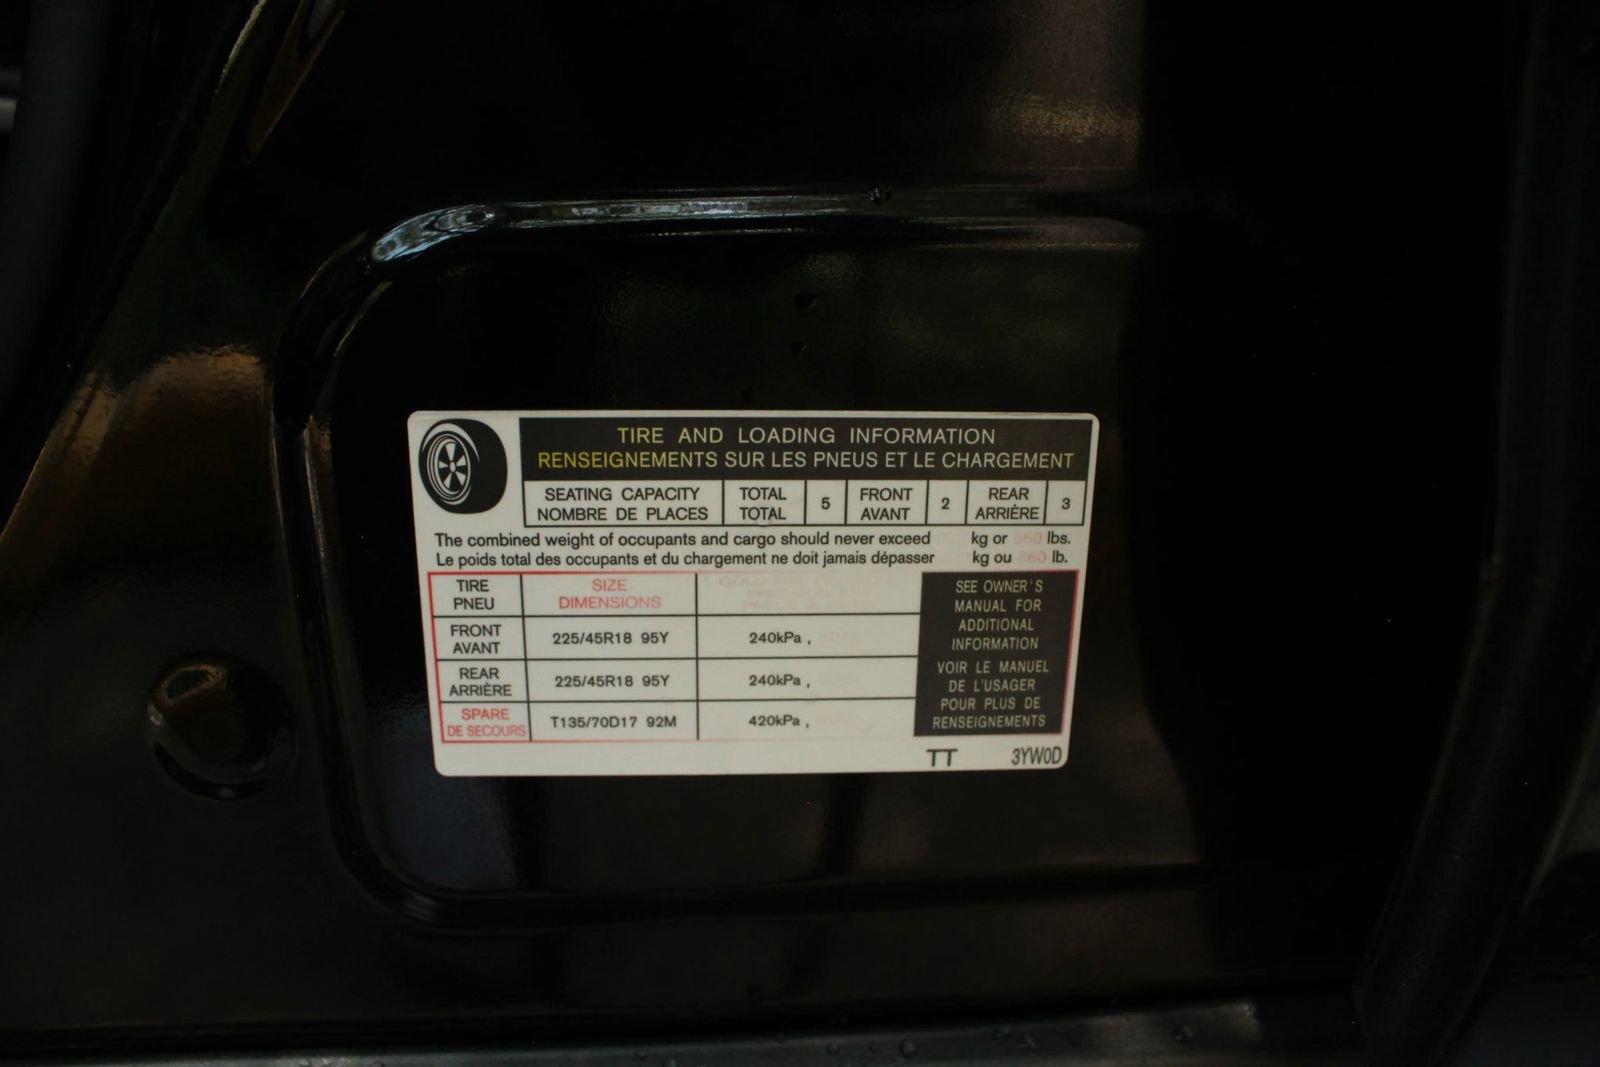 TIRE AND LOADING INFORMATION
RENSEIGNEMENTS SUR LES PNEUS ET LE CHARGEMENT
SEATING CAPACITY TOTAL 5 FRONT 2 REAR 3
NOMBRE DE PLACES TOTAL AVANT ARRIÈRE
The combined weight of occupants and cargo should never exceed kg or lbs.
Le poids total des occupants et du chargement ne doit jamais dépasser kg ou lb.
TIRE SIZE
PNEU DIMENSIONS
FRONT
AVANT
225/45R18 95Y 240kPa ,
REAR
ARRIÈRE
225/45R18 95Y 240kPa ,
SPARE
DE SECOURS
T135/70D17 92M 420kPa ,
SEE OWNER'S
MANUAL FOR
ADDITIONAL
INFORMATION
VOIR LE MANUEL
DE L'USAGER
POUR PLUS DE
RENSEIGNEMENTS
TT 3YW0D